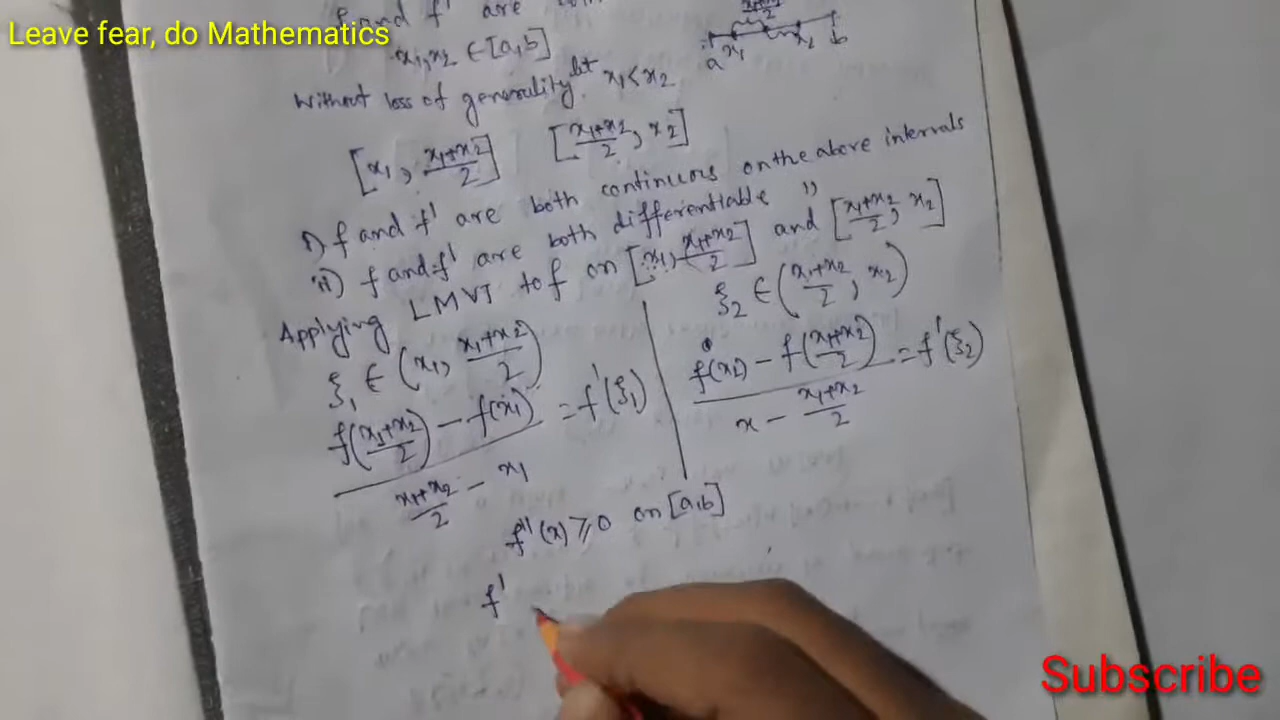 Leave fear, do Mathematics
f and f' are
x1, x2 ∈ [a,b]
x1+x2/2
a x1 x2 b
Without loss of generality let x1 < x2
[x1, x1+x2/2] [x1+x2/2, x2]
i) f and f' are both continuous on the above intervals
ii) f and f' are both differentiable "
Applying LMVT to f on [x1, x1+x2/2] and [x1+x2/2, x2]
ξ1 ∈ (x1, x1+x2/2)
f(x1+x2/2) - f(x1) / x1+x2/2 - x1 = f'(ξ1)
ξ2 ∈ (x1+x2/2, x2)
f(x2) - f(x1+x2/2) / x - x1+x2/2 = f'(ξ2)
f''(x) ≥ 0 on [a,b]
f'
Subscribe